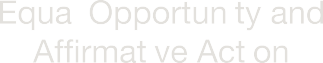 Equa Opportun ty and
Affirmat ve Act on